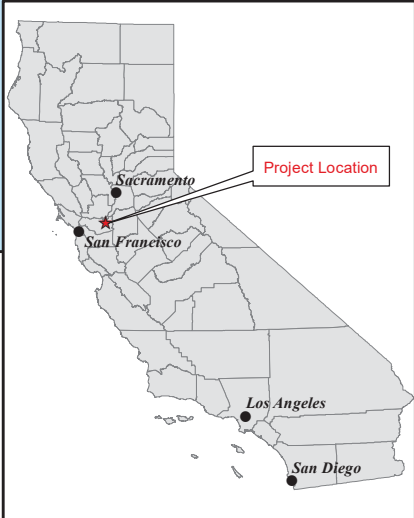 Project Location
Sacramento
San Francisco
Los Angeles
San Diego